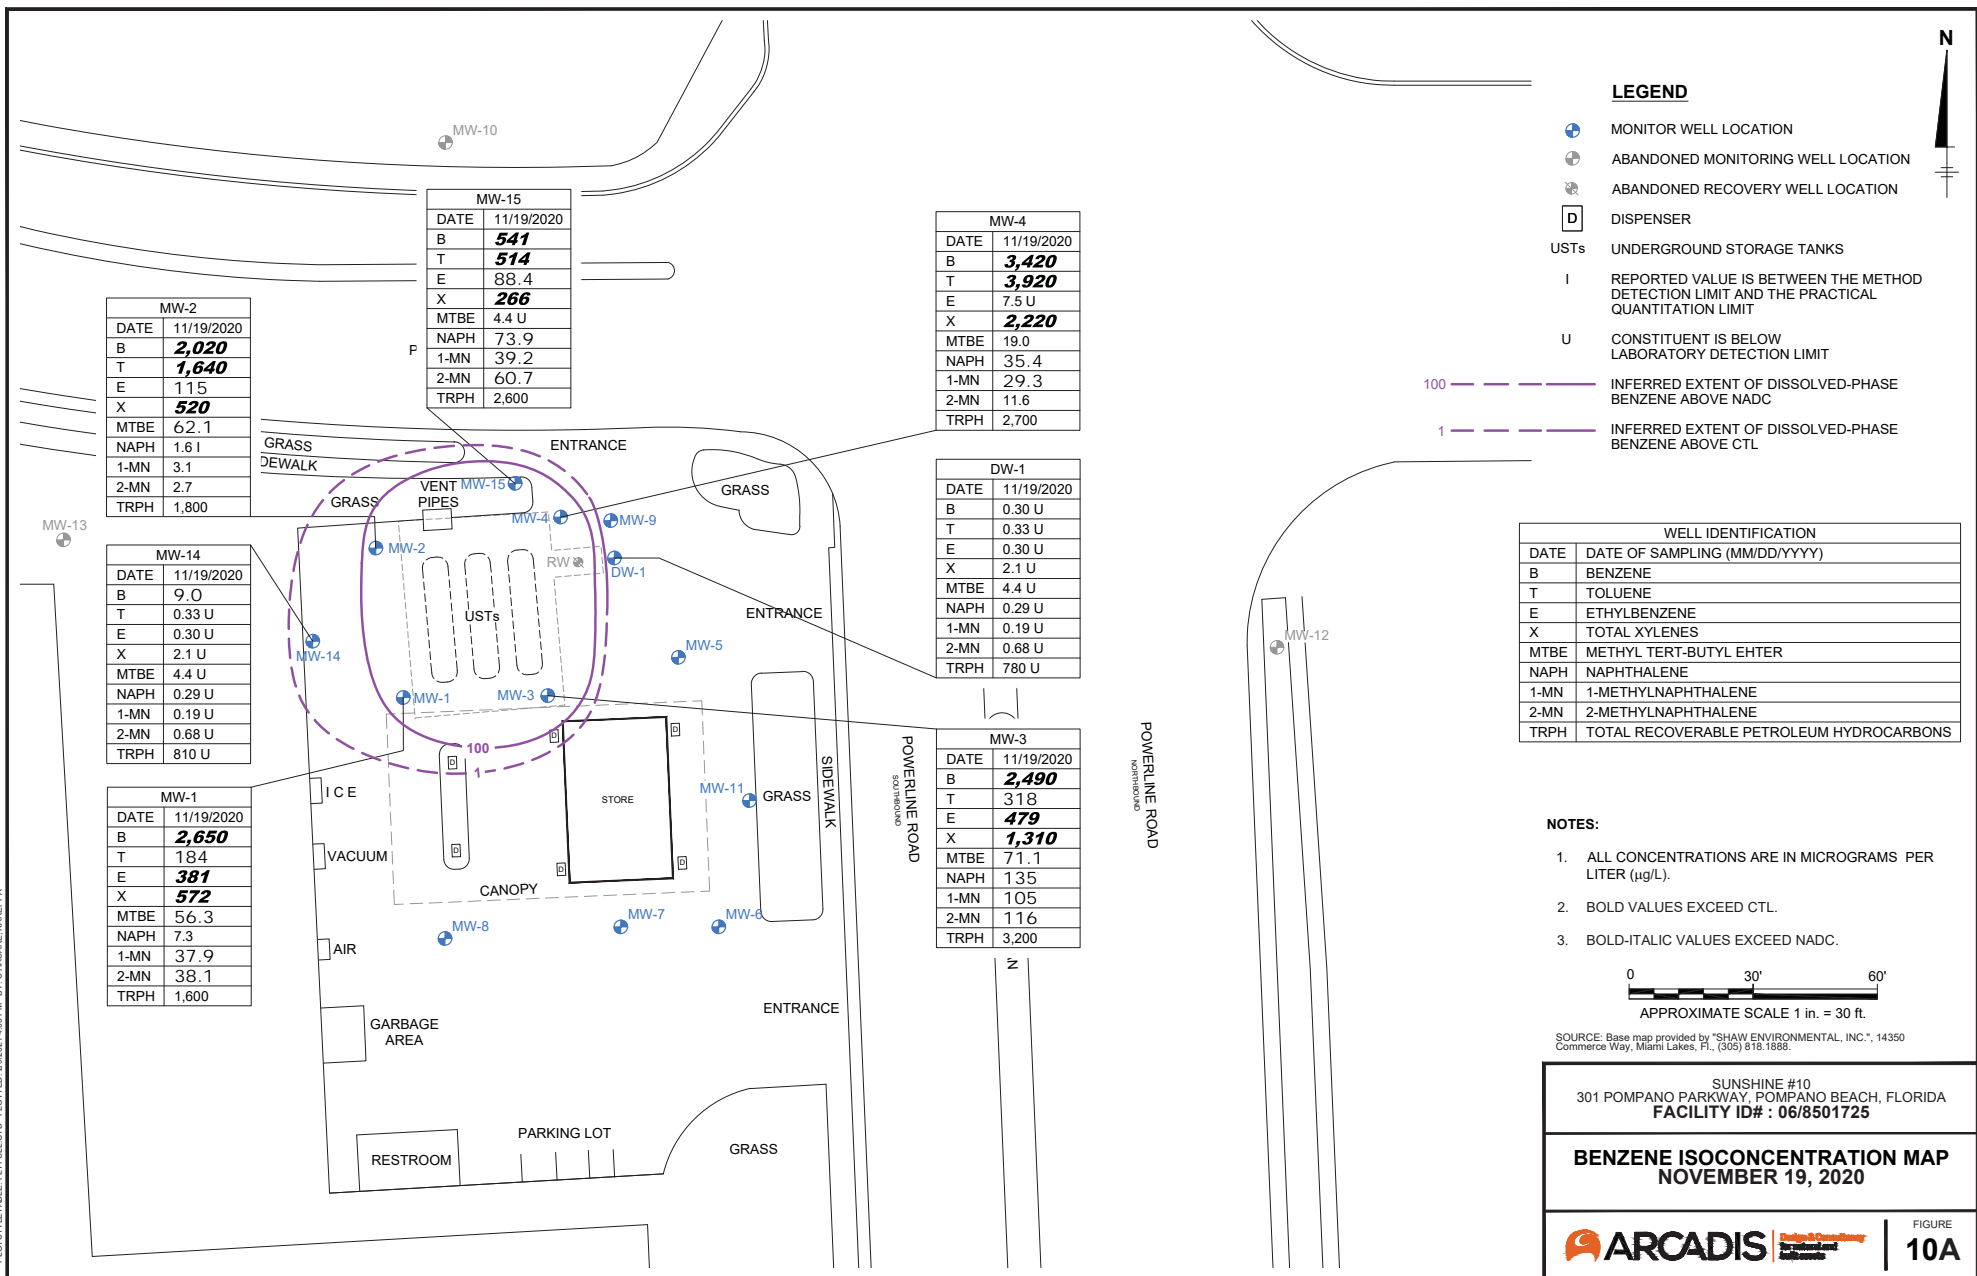 MW-10
MW-15
DATE 11/19/2020
B 541
T 514
E 88.4
X 266
MTBE 4.4 U
NAPH 73.9
1-MN 39.2
2-MN 60.7
TRPH 2,600
MW-4
DATE 11/19/2020
B 3,420
T 3,920
E 7.5 U
X 2,220
MTBE 19.0
NAPH 35.4
1-MN 29.3
2-MN 11.6
TRPH 2,700
MW-2
DATE 11/19/2020
B 2,020
T 1,640
E 115
X 520
MTBE 62.1
NAPH 1.6 I
1-MN 3.1
2-MN 2.7
TRPH 1,800
MW-14
DATE 11/19/2020
B 9.0
T 0.33 U
E 0.30 U
X 2.1 U
MTBE 4.4 U
NAPH 0.29 U
1-MN 0.19 U
2-MN 0.68 U
TRPH 810 U
MW-1
DATE 11/19/2020
B 2,650
T 184
E 381
X 572
MTBE 56.3
NAPH 7.3
1-MN 37.9
2-MN 38.1
TRPH 1,600
DW-1
DATE 11/19/2020
B 0.30 U
T 0.33 U
E 0.30 U
X 2.1 U
MTBE 4.4 U
NAPH 0.29 U
1-MN 0.19 U
2-MN 0.68 U
TRPH 780 U
MW-3
DATE 11/19/2020
B 2,490
T 318
E 479
X 1,310
MTBE 71.1
NAPH 135
1-MN 105
2-MN 116
TRPH 3,200
P
GRASS
DEWALK
ENTRANCE
GRASS
VENT
PIPES
MW-15
MW-4
MW-9
GRASS
MW-13
MW-2
RW
DW-1
USTs
ENTRANCE
MW-14
MW-5
MW-12
MW-1
MW-3
100
1
D
D
D
D
D
D
ICE
STORE
MW-11
GRASS
SIDEWALK
POWERLINE ROAD
SOUTHBOUND
POWERLINE ROAD
NORTHBOUND
VACUUM
CANOPY
MW-8
MW-7
MW-6
AIR
N
ENTRANCE
GARBAGE
AREA
PARKING LOT
RESTROOM
GRASS
N
LEGEND
MONITOR WELL LOCATION
ABANDONED MONITORING WELL LOCATION
ABANDONED RECOVERY WELL LOCATION
D DISPENSER
USTs UNDERGROUND STORAGE TANKS
I REPORTED VALUE IS BETWEEN THE METHOD
DETECTION LIMIT AND THE PRACTICAL
QUANTITATION LIMIT
U CONSTITUENT IS BELOW
LABORATORY DETECTION LIMIT
100 INFERRED EXTENT OF DISSOLVED-PHASE
BENZENE ABOVE NADC
1 INFERRED EXTENT OF DISSOLVED-PHASE
BENZENE ABOVE CTL
WELL IDENTIFICATION
DATE DATE OF SAMPLING (MM/DD/YYYY)
B BENZENE
T TOLUENE
E ETHYLBENZENE
X TOTAL XYLENES
MTBE METHYL TERT-BUTYL EHTER
NAPH NAPHTHALENE
1-MN 1-METHYLNAPHTHALENE
2-MN 2-METHYLNAPHTHALENE
TRPH TOTAL RECOVERABLE PETROLEUM HYDROCARBONS
NOTES:
1. ALL CONCENTRATIONS ARE IN MICROGRAMS PER
LITER (µg/L).
2. BOLD VALUES EXCEED CTL.
3. BOLD-ITALIC VALUES EXCEED NADC.
0 30' 60'
APPROXIMATE SCALE 1 in. = 30 ft.
SOURCE: Base map provided by "SHAW ENVIRONMENTAL, INC.", 14350
Commerce Way, Miami Lakes, Fl., (305) 818.1888.
SUNSHINE #10
301 POMPANO PARKWAY, POMPANO BEACH, FLORIDA
FACILITY ID# : 06/8501725
BENZENE ISOCONCENTRATION MAP
NOVEMBER 19, 2020
ARCADIS
Design & Consultancy
for natural and
built assets
FIGURE
10A